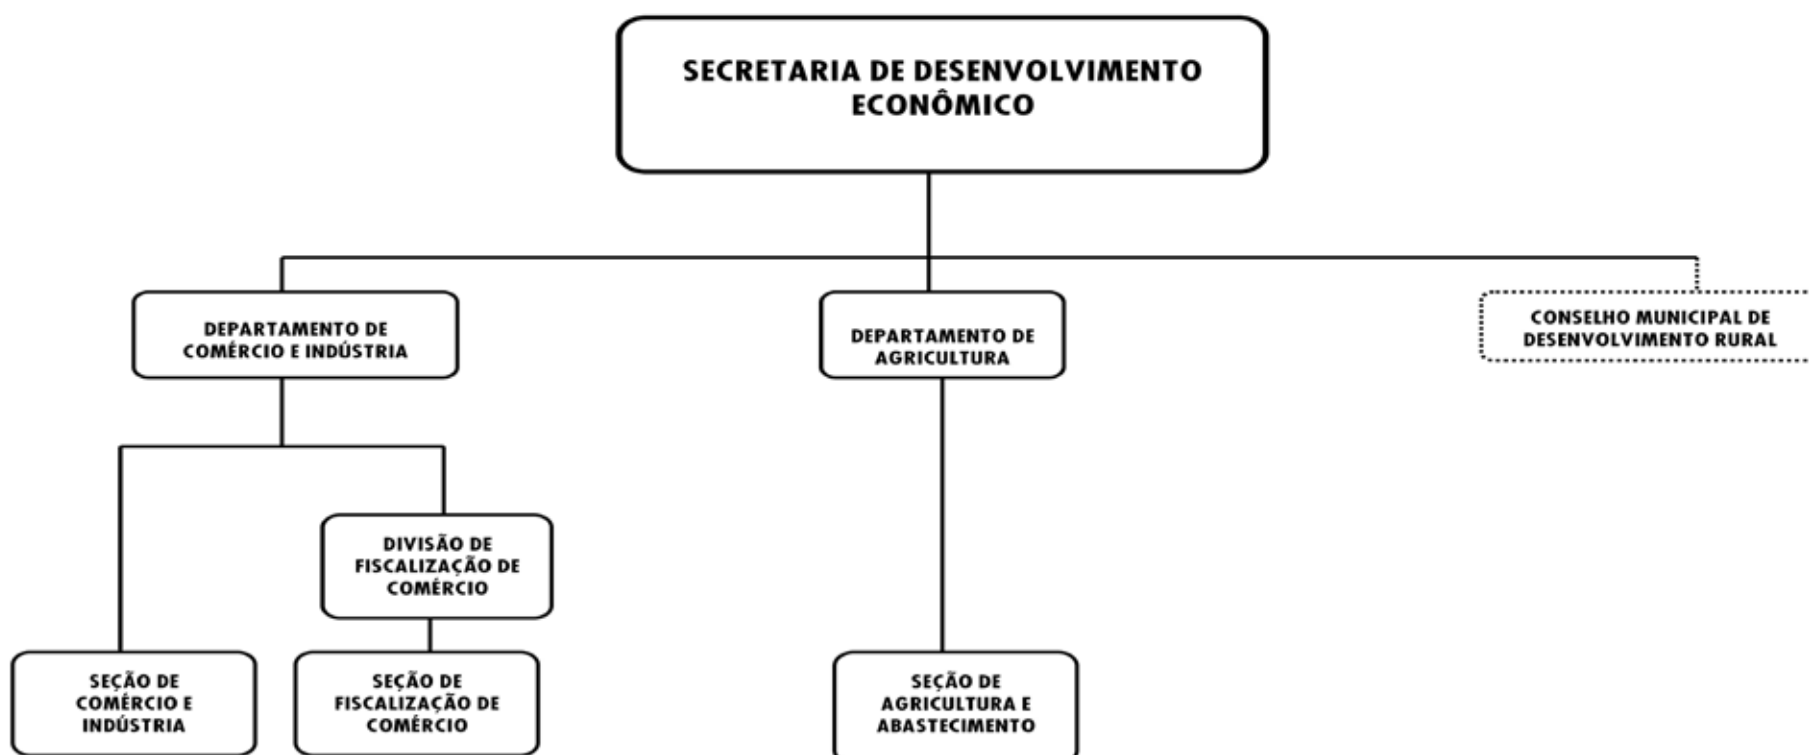 SECRETARIA DE DESENVOLVIMENTO
ECONÔMICO
DEPARTAMENTO DE
COMÉRCIO E INDÚSTRIA
DEPARTAMENTO DE
AGRICULTURA
CONSELHO MUNICIPAL DE
DESENVOLVIMENTO RURAL
DIVISÃO DE
FISCALIZAÇÃO DE
COMÉRCIO
SEÇÃO DE
COMÉRCIO E
INDÚSTRIA
SEÇÃO DE
FISCALIZAÇÃO DE
COMÉRCIO
SEÇÃO DE
AGRICULTURA E
ABASTECIMENTO